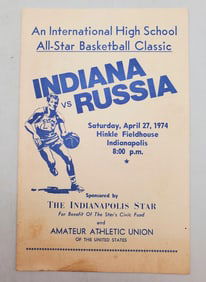 An International High School
All-Star Basketball Classic
INDIANA
vs
RUSSIA
Saturday, April 27, 1974
Hinkle Fieldhouse
Indianapolis
8:00 p.m.
Sponsored by
THE INDIANAPOLIS STAR
For Benefit Of The Star's Civic Fund
and
AMATEUR ATHLETIC UNION
OF THE UNITED STATES